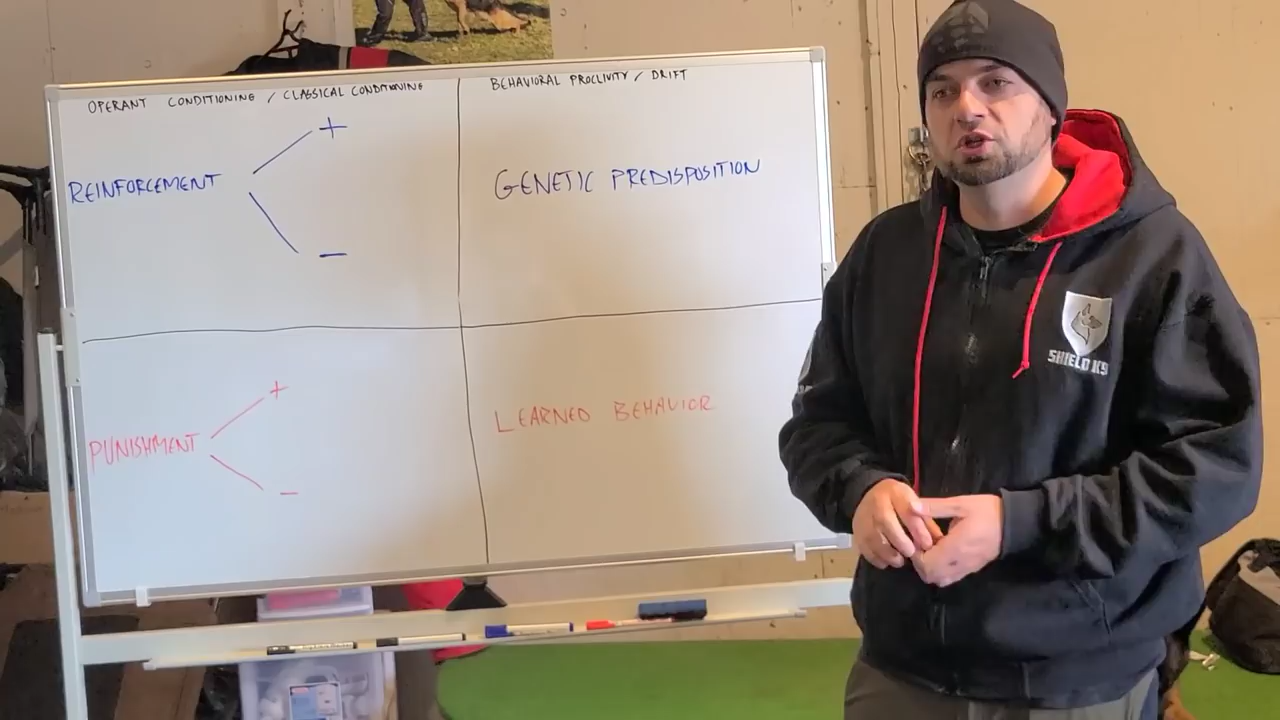 OPERANT CONDITIONING / CLASSICAL CONDITIONING
BEHAVIORAL PROCLIVITY / DRIFT
REINFORCEMENT
+
−
GENETIC PREDISPOSITION
PUNISHMENT
+
−
LEARNED BEHAVIOR
SHIELD K9